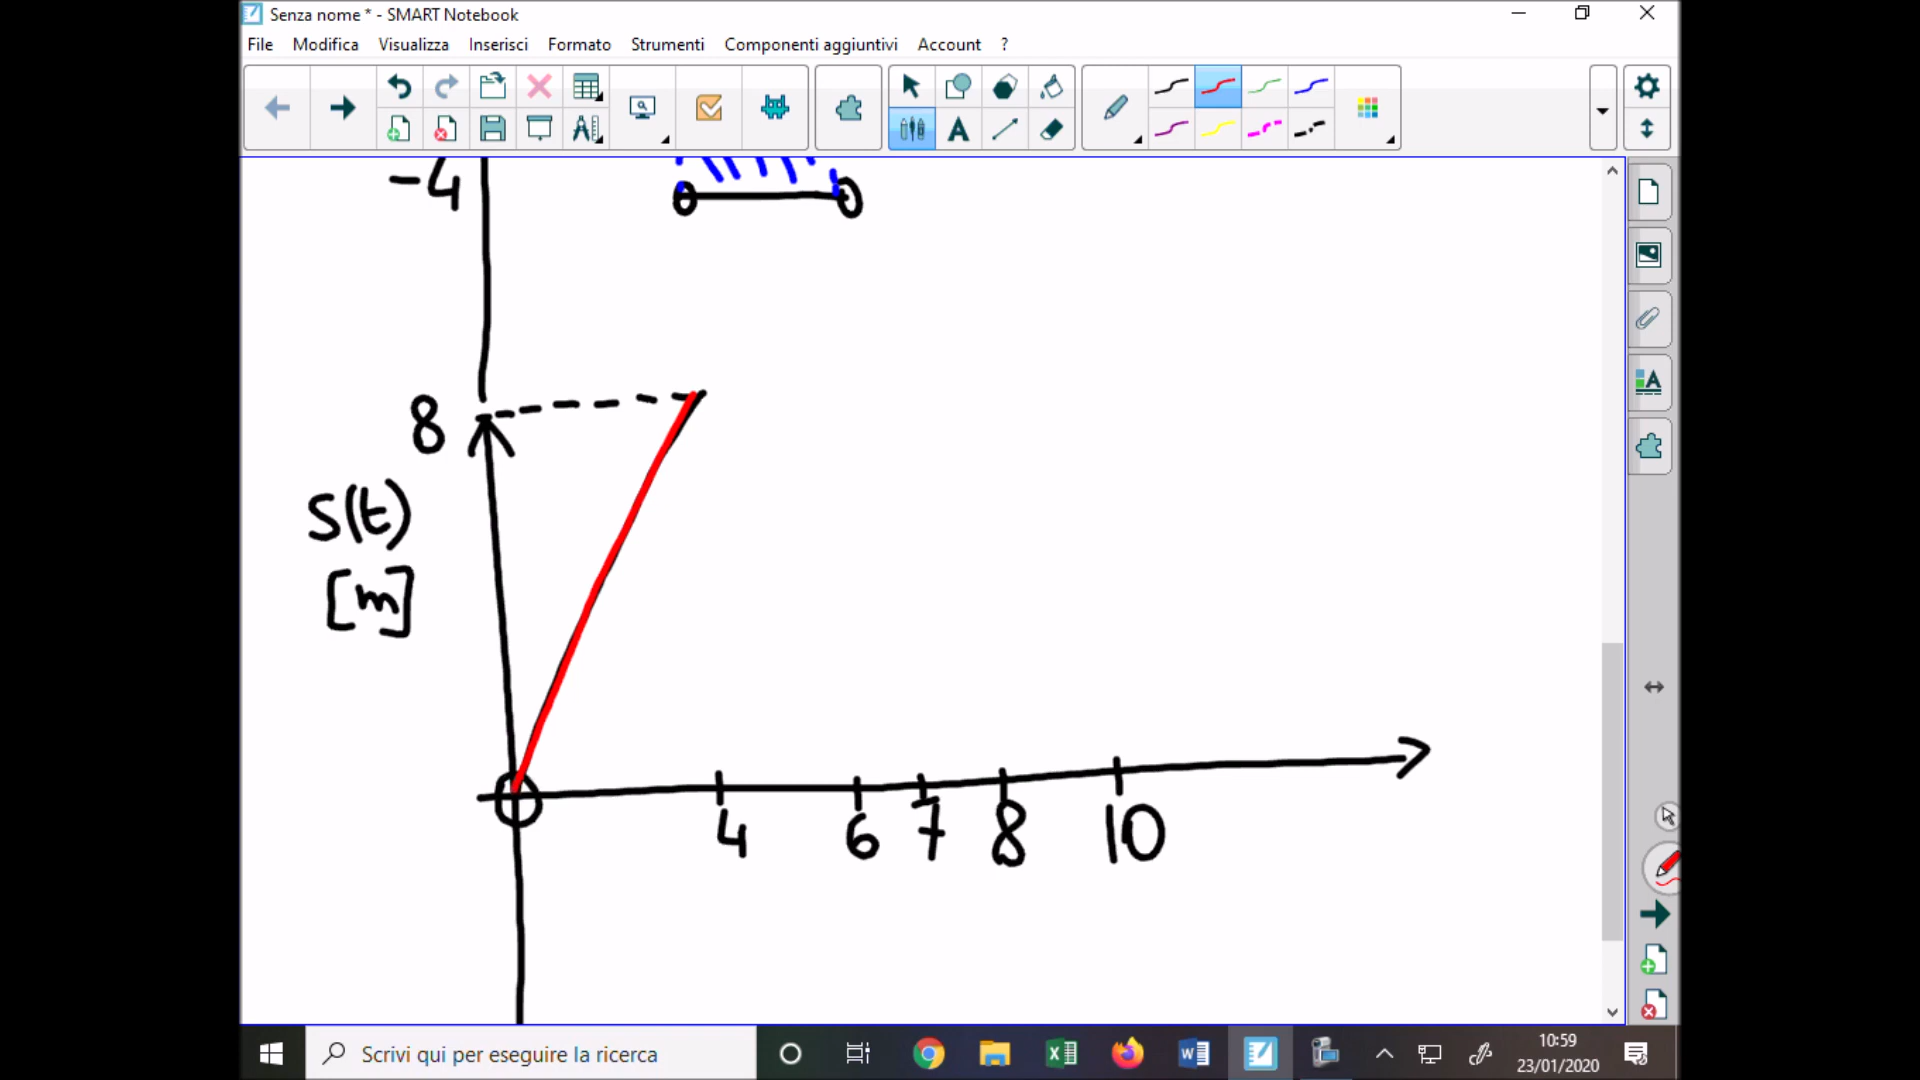 Senza nome * - SMART Notebook
File Modifica Visualizza Inserisci Formato Strumenti Componenti aggiuntivi Account ?
-4
8
S(t)
[m]
4 6 7 8 10
Scrivi qui per eseguire la ricerca
10:59
23/01/2020